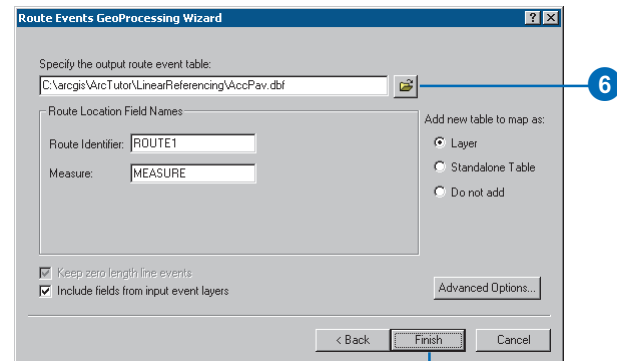 Route Events GeoProcessing Wizard
Specify the output route event table:
C:\arcgis\ArcTutor\LinearReferencing\AccPav.dbf
6
Route Location Field Names
Route Identifier: ROUTE1
Measure: MEASURE
Add new table to map as:
Layer
Standalone Table
Do not add
Keep zero length line events
Include fields from input event layers
Advanced Options...
< Back
Finish
Cancel